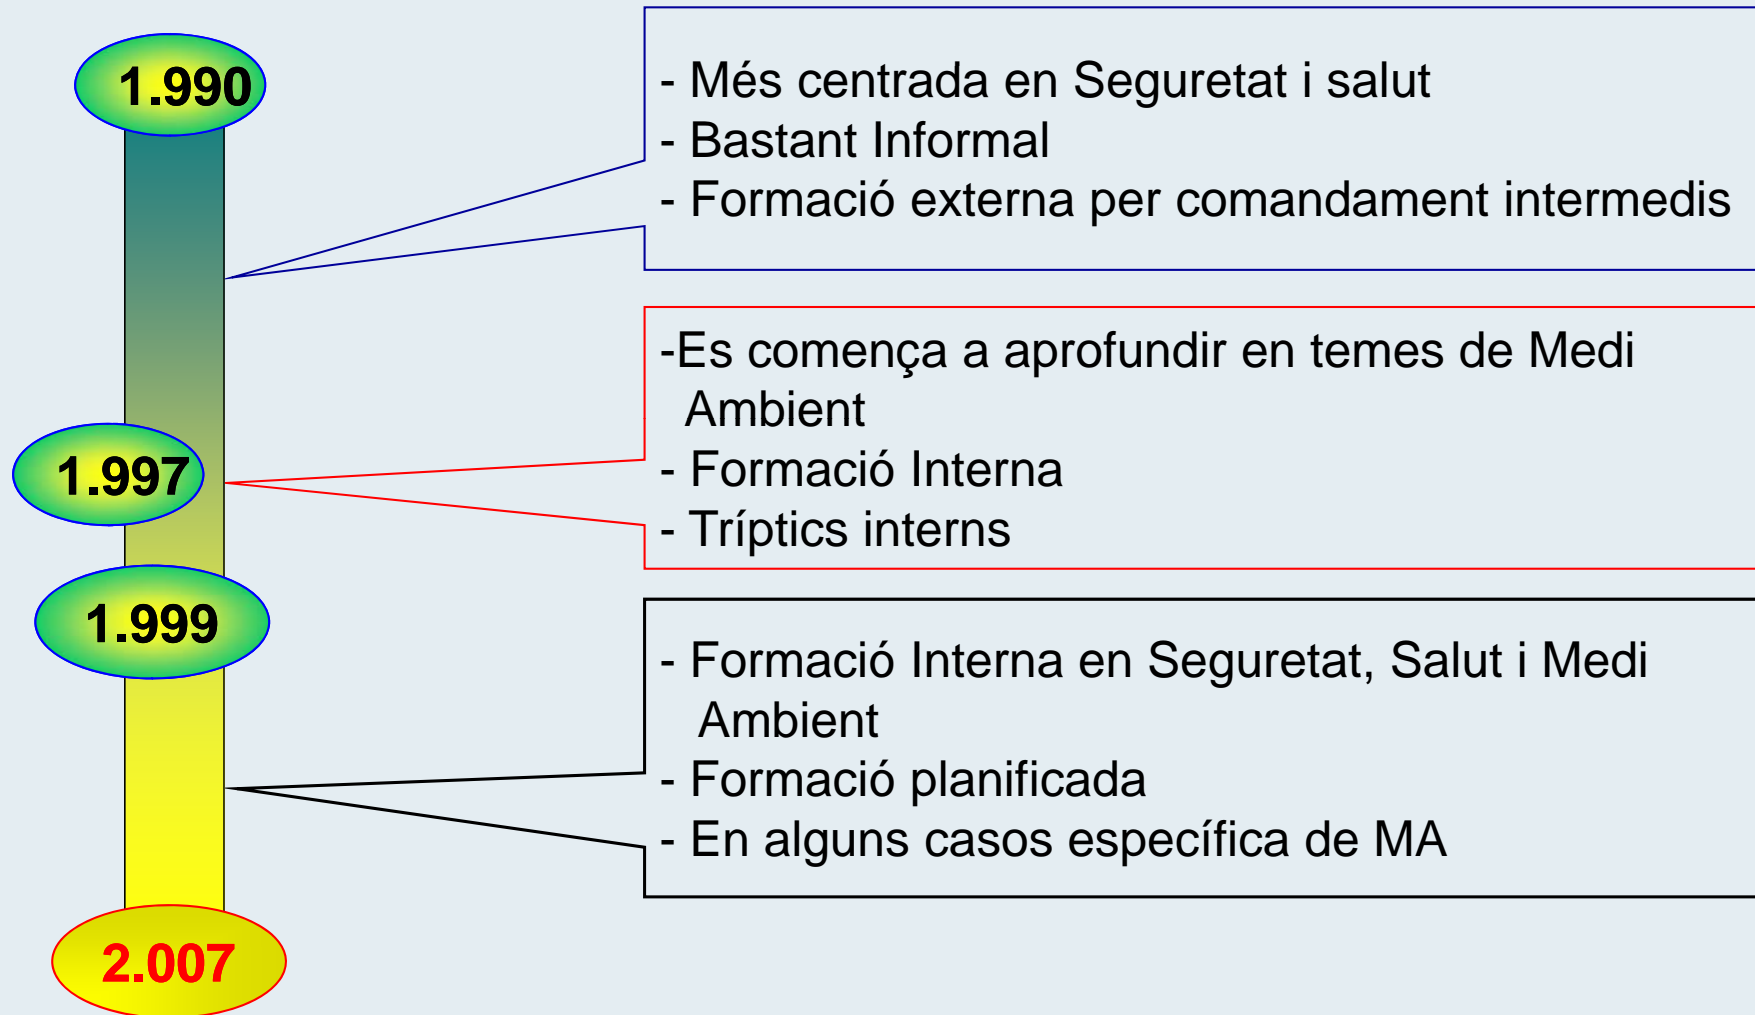 1.990
- Més centrada en Seguretat i salut
- Bastant Informal
- Formació externa per comandament intermedis
1.997
-Es comença a aprofundir en temes de Medi
Ambient
- Formació Interna
- Tríptics interns
1.999
- Formació Interna en Seguretat, Salut i Medi
Ambient
- Formació planificada
- En alguns casos específica de MA
2.007